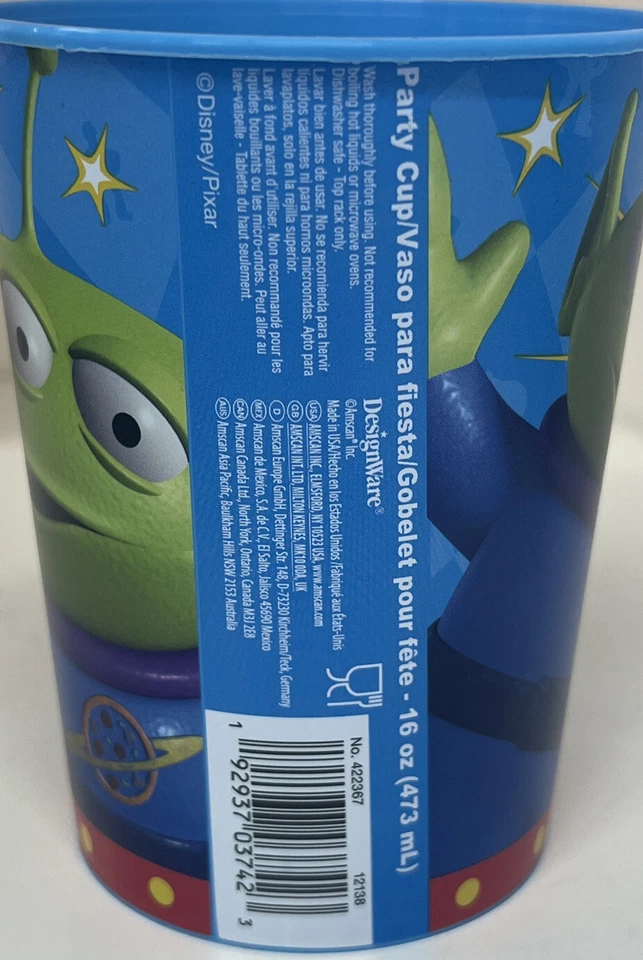 Party Cup/Vaso para fiesta/Gobelet pour fête - 16 oz (473 mL)
Wash thoroughly before using. Not recommended for
boiling hot liquids or microwave ovens.
Dishwasher safe - Top rack only.
Lavar bien antes de usar. No se recomienda para hervir
líquidos calientes ni para hornos microondas. Apto para
lavaplatos, solo en la rejilla superior.
Laver à fond avant d'utiliser. Non recommandé pour les
liquides bouillants ou les micro-ondes. Peut aller au
lave-vaisselle - Tablette du haut seulement.
©Disney/Pixar
DesignWare®
©Amscan® Inc.
Made in USA/Hecho en los Estados Unidos /Fabriqué aux États-Unis
USA AMSCAN INC., ELMSFORD, NY 10523 USA, www.amscan.com
GB AMSCAN INT. LTD, MILTON KEYNES, MK10 0DA, UK
D Amscan Europe GmbH, Dettinger Str. 148, D-73230 Kirchheim/Teck, Germany
MEX Amscan de Mexico, S.A. de C.V., El Salto, Jalisco 45690 Mexico
CAN Amscan Canada Ltd., North York, Ontario, Canada M3J 2E8
AUS Amscan Asia Pacific, Baulkham Hills NSW 2153 Australia
No. 422367 12138
1 92937 03742 3